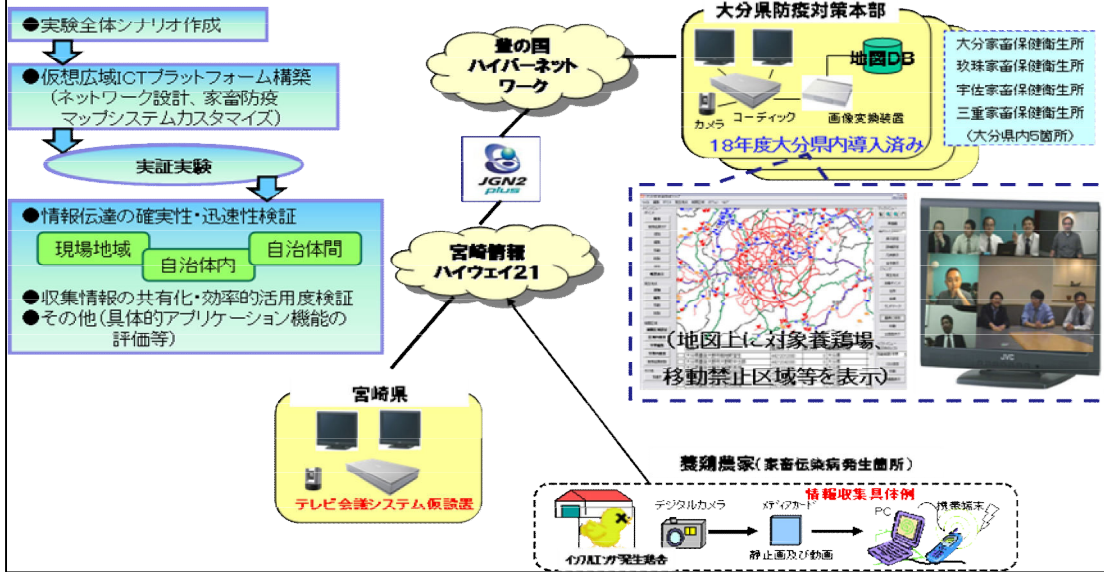 ●実験全体シナリオ作成
●仮想広域ICTプラットフォーム構築
(ネットワーク設計、家畜防疫
マップシステムカスタマイズ)
実証実験
●情報伝達の確実性・迅速性検証
現場地域
自治体内
自治体間
●収集情報の共有化・効率的活用度検証
●その他(具体的アプリケーション機能の
評価等)
豊の国
ハイパーネット
ワーク
JGN2
plus
宮崎情報
ハイウェイ21
宮崎県
テレビ会議システム仮設置
大分県防疫対策本部
地図DB
カメラ
コーディック
画像変換装置
18年度大分県内導入済み
大分家畜保健衛生所
玖珠家畜保健衛生所
宇佐家畜保健衛生所
三重家畜保健衛生所
(大分県内5箇所)
(地図上に対象養鶏場、
移動禁止区域等を表示)
JVC
養鶏農家(家畜伝染病発生箇所)
情報収集具体例
デジタルカメラ
メディアカード
PC
携帯端末
インフルエンザ発生鶏舎
静止画及び動画